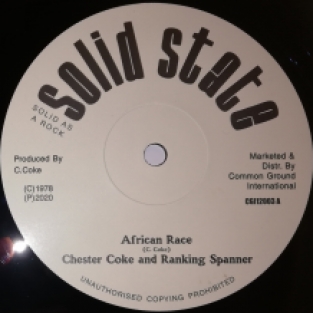 solid state
SOLID AS
A ROCK
Produced By
C.Coke
(C)1978
(P)2020
Marketed &
Distr. By
Common Ground
International
CGI12003 A
African Race
(C. Coke)
Chester Coke and Ranking Spanner
UNAUTHORISED COPYING PROHIBITED